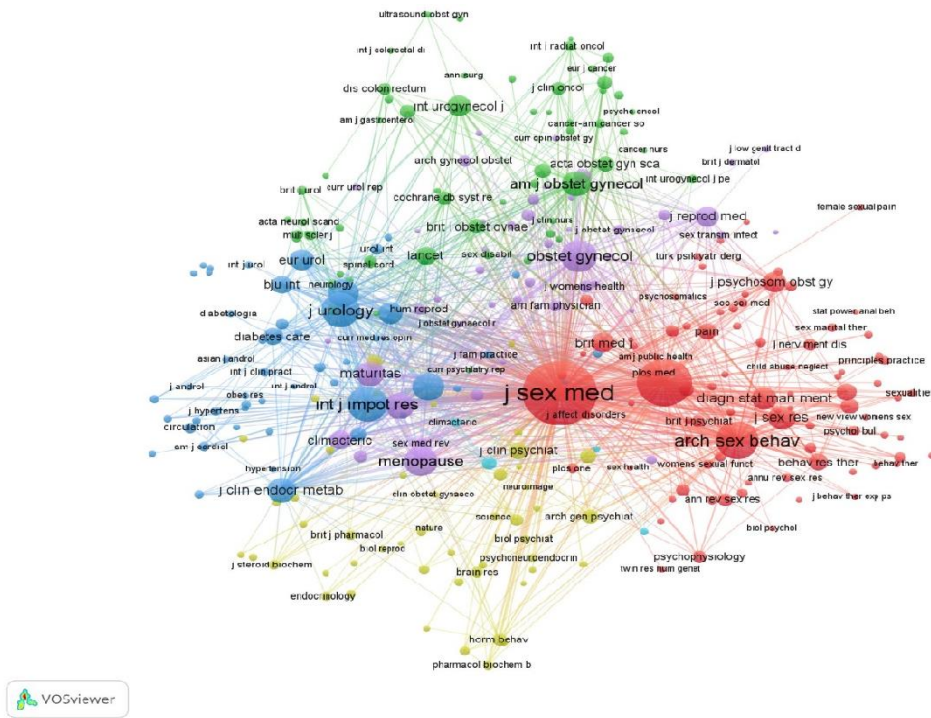 ultrasound obst gyn
int j colorectal di
int j radiat oncol
ann surg
eur j cancer
dis colon rectum
j clin oncol
int urogynecol j
psycho oncol
am j gastroentero
cancer-am cancer so
curr opin obstet gy
cancer nurs
j low genit tract d
arch gynecol obstet
acta obstet gyn sca
brit j dermatol
brit j urol
curr urol rep
am j obstet gynecol
int urogynecol j pe
cochrane db syst re
female sexual pain
acta neurol scand
j reprod med
mult scler j
brit j obstet gynae
j clin nurs
j obstet gynaecol
sex transm infect
urol int
lancet
sex disabil
obstet gynecol
turk psik yatr derg
int j urol
eur urol
spinal cord
j womens health
psychosomatics
j psychosom obst gy
bju int
neurology
am fam physician
soc sci med
diabetologia
j urology
hum reprod
stat power anal beh
j obstet gynaecol r
pain
sex marital ther
diabetes care
curr med res opin
brit med j
j nerv ment dis
asian j androl
j fam practice
am j public health
principles practice
int j clin pract
maturitas
curr psychiatry rep
plos med
child abuse neglect
j androl
int j androl
j sex med
diagn stat man ment
sexualitie
obes res
j hypertens
int j impot res
j affect disorders
j sex res
new view womens sex
circulation
climacteric
brit j psychiat
psychol bul
am j cardiol
climacteric
sex med rev
j clin psychiat
arch sex behav
hypertension
menopause
plos one
sex health
womens sexual funct
behav res ther
behav ther
j clin endocr metab
clin obstet gynaeco
neuroimage
annu rev sex res
j behav ther exp ps
ann rev sex res
science
arch gen psychiat
brit j pharmacol
nature
biol psychol
biol reproc
biol psychiat
j steroid biochem
psychoneuroendocrin
psychophysiology
brain res
twin res hum genet
endocrinology
horm behav
pharmacol biochem b
VOSviewer